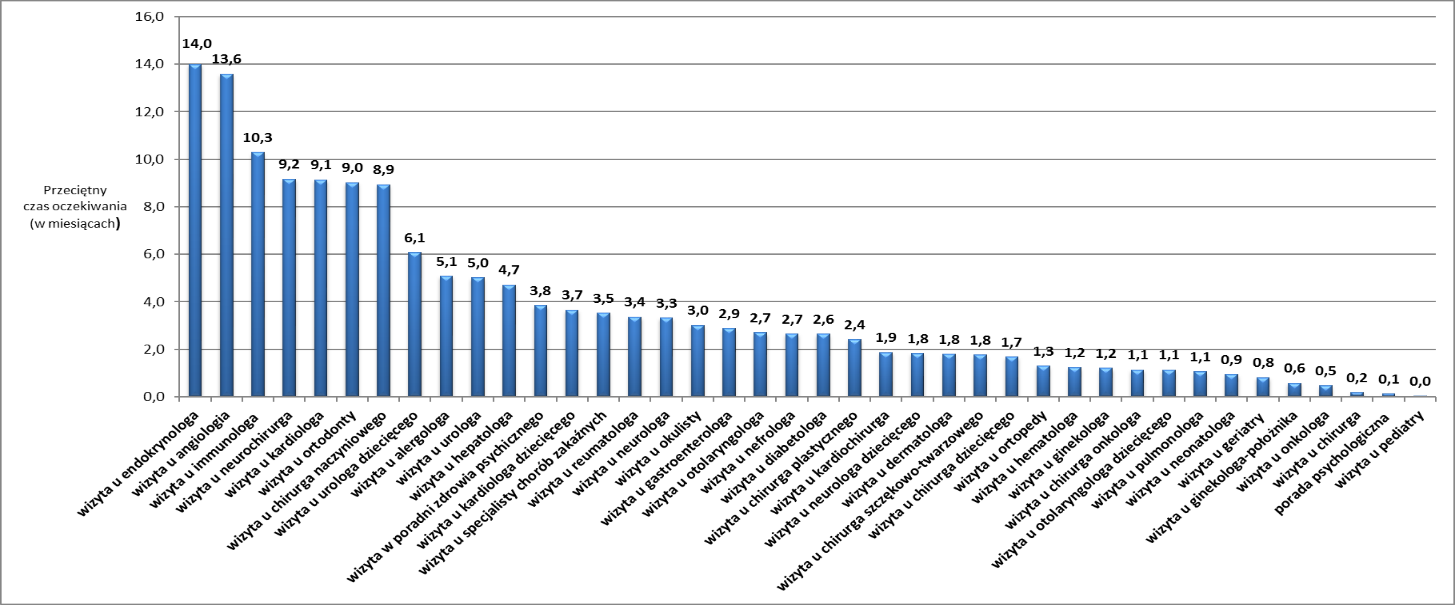 16,0
14,0
12,0
10,0
8,0
6,0
4,0
2,0
0,0
Przeciętny
czas oczekiwania
(w miesiącach)
14,0
13,6
10,3
9,2
9,1
9,0
8,9
6,1
5,1
5,0
4,7
3,8
3,7
3,5
3,4
3,3
3,0
2,9
2,7
2,7
2,6
2,4
1,9
1,8
1,8
1,8
1,7
1,3
1,2
1,2
1,1
1,1
1,1
0,9
0,8
0,6
0,5
0,2
0,1
0,0
wizyta u endokrynologa
wizyta u angiologia
wizyta u immunologa
wizyta u neurochirurga
wizyta u kardiologa
wizyta u ortodonty
wizyta u chirurga naczyniowego
wizyta u urologa dziecięcego
wizyta u alergologa
wizyta u urologa
wizyta u hepatologa
wizyta w poradni zdrowia psychicznego
wizyta u kardiologa dziecięcego
wizyta u specjalisty chorób zakaźnych
wizyta u reumatologa
wizyta u neurologa
wizyta u okulisty
wizyta u gastroenterologa
wizyta u otolaryngologa
wizyta u nefrologa
wizyta u diabetologa
wizyta u chirurga plastycznego
wizyta u kardiochirurga
wizyta u neurologa dzieciecego
wizyta u dermatologa
wizyta u chirurga szczękowo-twarzowego
wizyta u chirurga dziecięcego
wizyta u ortopedy
wizyta u hematologa
wizyta u ginekologa
wizyta u chirurga onkologa
wizyta u otolaryngologa dziecięcego
wizyta u pulmonologa
wizyta u neonatologa
wizyta u geriatry
wizyta u ginekologa-położnika
wizyta u onkologa
wizyta u chirurga
porada psychologiczna
wizyta u pediatry